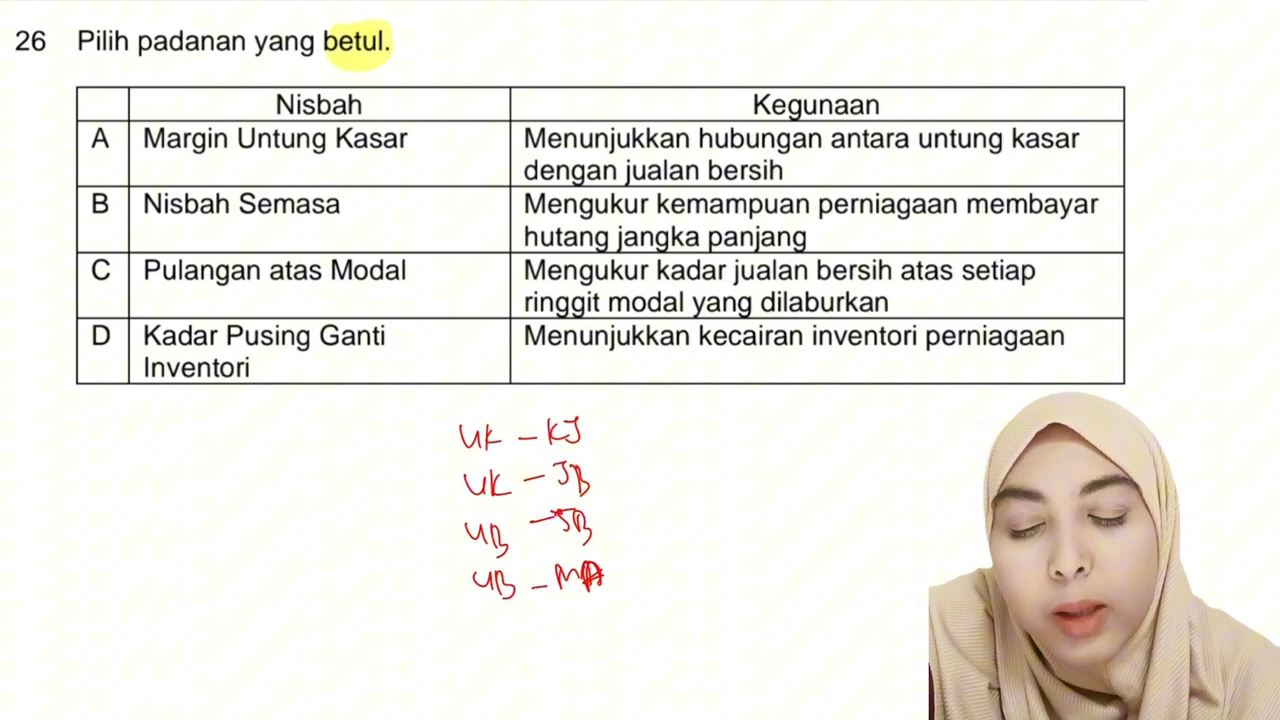 26 Pilih padanan yang betul.
Nisbah Kegunaan
A Margin Untung Kasar Menunjukkan hubungan antara untung kasar
dengan jualan bersih
B Nisbah Semasa Mengukur kemampuan perniagaan membayar
hutang jangka panjang
C Pulangan atas Modal Mengukur kadar jualan bersih atas setiap
ringgit modal yang dilaburkan
D Kadar Pusing Ganti Menunjukkan kecairan inventori perniagaan
Inventori
UK – KJ
UK – JB
UB – JB
UB –